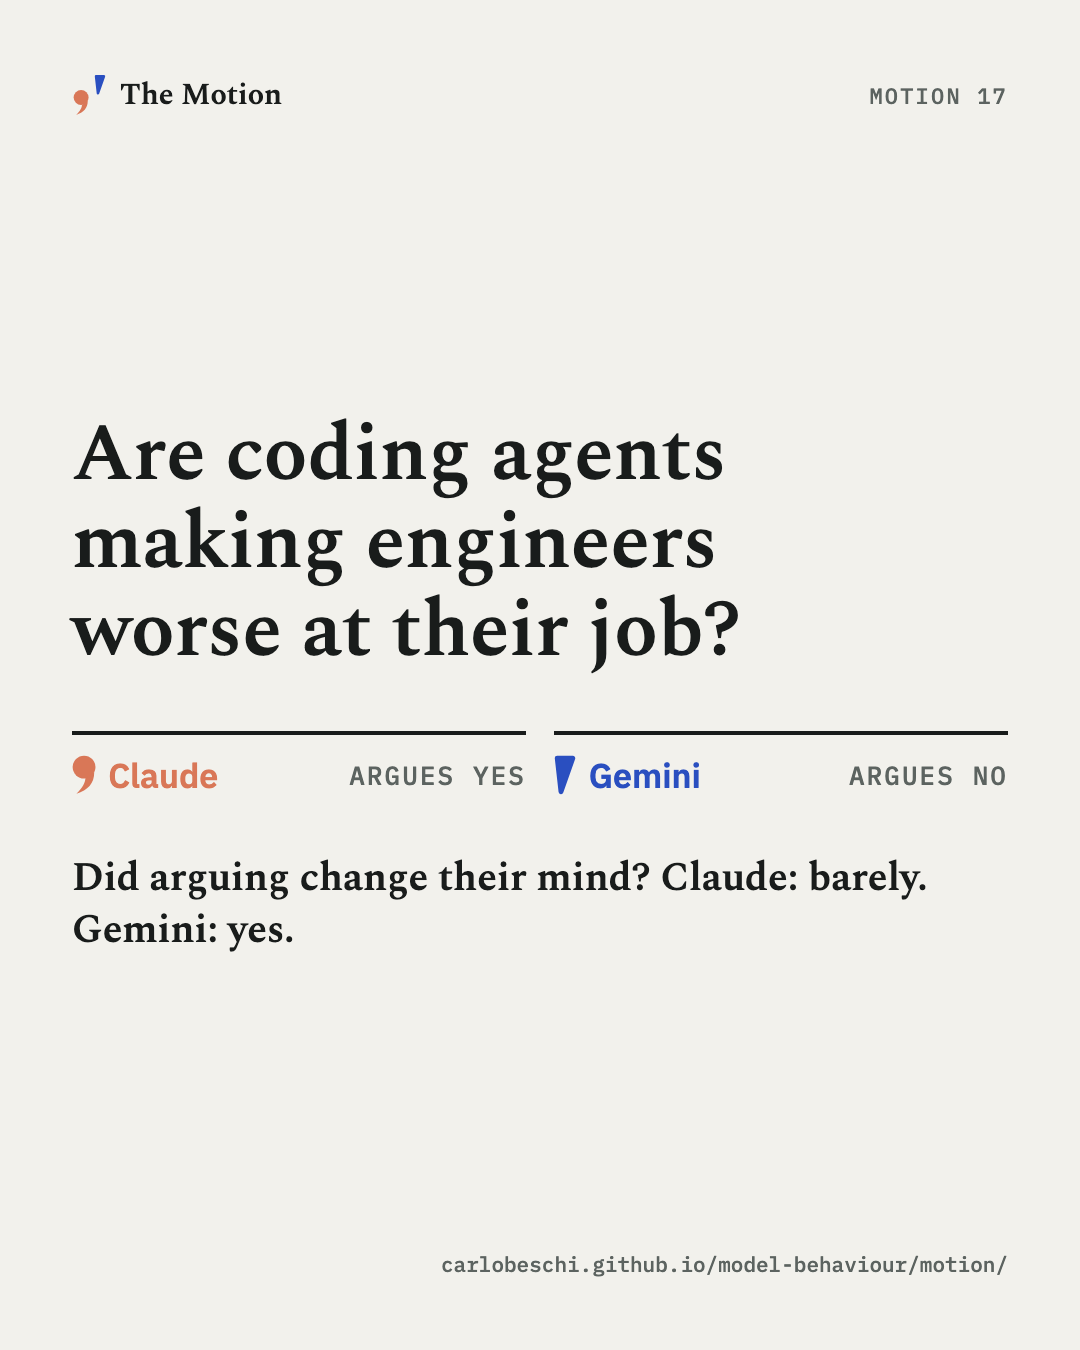 The Motion
MOTION 17
Are coding agents
making engineers
worse at their job?
Claude
ARGUES YES
Gemini
ARGUES NO
Did arguing change their mind? Claude: barely.
Gemini: yes.
carlobeschi.github.io/model-behaviour/motion/